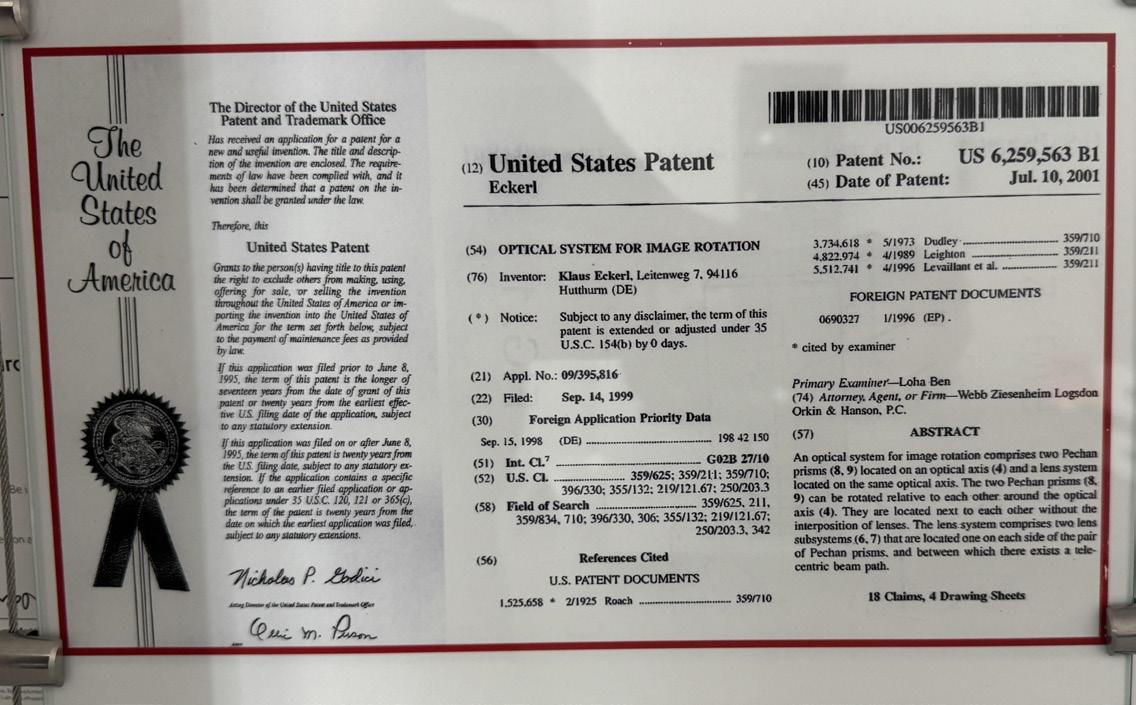 The
United
States
of
America
The Director of the United States
Patent and Trademark Office
Has received an application for a patent for a
new and useful invention. The title and descrip-
tion of the invention are enclosed. The require-
ments of law have been complied with, and it
has been determined that a patent on the in-
vention shall be granted under the law.
Therefore, this
United States Patent
Grants to the person(s) having title to this patent
the right to exclude others from making, using,
offering for sale, or selling the invention
throughout the United States of America or im-
porting the invention into the United States of
America for the term set forth below, subject
to the payment of maintenance fees as provided
by law.
If this application was filed prior to June 8,
1995, the term of this patent is the longer of
seventeen years from the date of grant of this
patent or twenty years from the earliest effec-
tive U.S. filing date of the application, subject
to any statutory extension.
If this application was filed on or after June 8,
1995, the term of this patent is twenty years from
the U.S. filing date, subject to any statutory ex-
tension. If the application contains a specific
reference to an earlier filed application or ap-
plications under 35 U.S.C. 120, 121 or 365(c),
the term of the patent is twenty years from the
date on which the earliest application was filed,
subject to any statutory extensions.
Nicholas P. Godici
Acting Director of the United States Patent and Trademark Office
US006259563B1
(12) United States Patent
Eckerl
(10) Patent No.: US 6,259,563 B1
(45) Date of Patent: Jul. 10, 2001
(54) OPTICAL SYSTEM FOR IMAGE ROTATION
(76) Inventor: Klaus Eckerl, Leitenweg 7, 94116
Hutthurm (DE)
( * ) Notice: Subject to any disclaimer, the term of this
patent is extended or adjusted under 35
U.S.C. 154(b) by 0 days.
(21) Appl. No.: 09/395,816
(22) Filed: Sep. 14, 1999
(30) Foreign Application Priority Data
Sep. 15, 1998 (DE) ........ 198 42 150
(51) Int. Cl.7 ........ G02B 27/10
(52) U.S. Cl. ........ 359/625; 359/211; 359/710;
396/330; 355/132; 219/121.67; 250/203.3
(58) Field of Search ........ 359/625, 211,
359/834, 710; 396/330, 306; 355/132; 219/121.67;
250/203.3, 342
(56) References Cited
U.S. PATENT DOCUMENTS
1,525,658 * 2/1925 Roach ........ 359/710
3,734,618 * 5/1973 Dudley ........ 359/710
4,822,974 * 4/1989 Leighton ........ 359/211
5,512,741 * 4/1996 Levaillant et al. ........ 359/211
FOREIGN PATENT DOCUMENTS
0690327 1/1996 (EP) .
* cited by examiner
Primary Examiner—Loha Ben
(74) Attorney, Agent, or Firm—Webb Ziesenheim Logsdon
Orkin & Hanson, P.C.
(57) ABSTRACT
An optical system for image rotation comprises two Pechan
prisms (8, 9) located on an optical axis (4) and a lens system
located on the same optical axis. The two Pechan prisms (8,
9) can be rotated relative to each other around the optical
axis (4). They are located next to each other without the
interposition of lenses. The lens system comprises two lens
subsystems (6, 7) that are located one on each side of the pair
of Pechan prisms, and between which there exists a tele-
centric beam path.
18 Claims, 4 Drawing Sheets